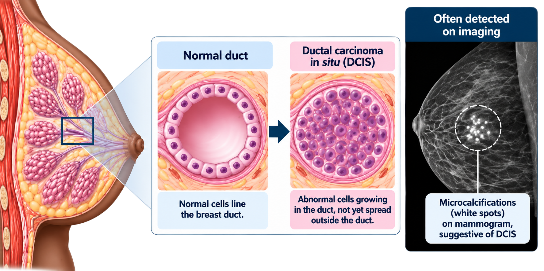 Normal duct
Ductal carcinoma
in situ (DCIS)
Normal cells line
the breast duct.
Abnormal cells growing
in the duct, not yet spread
outside the duct.
Often detected
on imaging
Microcalcifications
(white spots)
on mammogram,
suggestive of DCIS